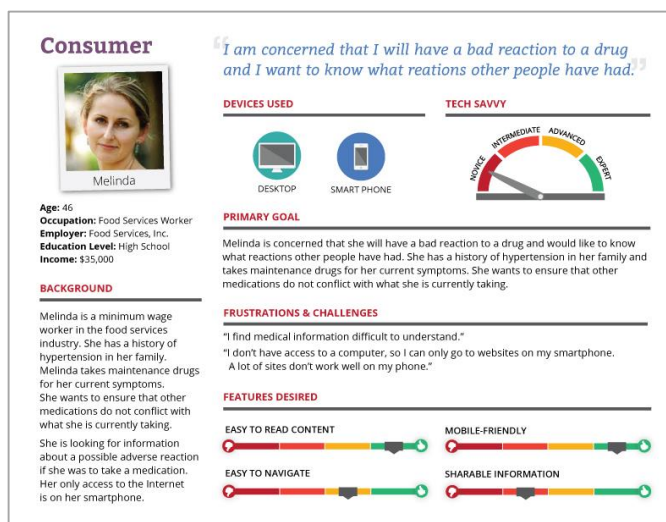 Consumer
Melinda
Age: 46
Occupation: Food Services Worker
Employer: Food Services, Inc.
Education Level: High School
Income: $35,000
BACKGROUND
Melinda is a minimum wage
worker in the food services
industry. She has a history of
hypertension in her family.
Melinda takes maintenance drugs
for her current symptoms.
She wants to ensure that other
medications do not conflict with
what she is currently taking.
She is looking for information
about a possible adverse reaction
if she was to take a medication.
Her only access to the Internet
is on her smartphone.
“I am concerned that I will have a bad reaction to a drug
and I want to know what reations other people have had.”
DEVICES USED
DESKTOP
SMART PHONE
TECH SAVVY
NOVICE
INTERMEDIATE
ADVANCED
EXPERT
PRIMARY GOAL
Melinda is concerned that she will have a bad reaction to a drug and would like to know
what reactions other people have had. She has a history of hypertension in her family and
takes maintenance drugs for her current symptoms. She wants to ensure that other
medications do not conflict with what she is currently taking.
FRUSTRATIONS & CHALLENGES
“I find medical information difficult to understand.”
“I don’t have access to a computer, so I can only go to websites on my smartphone.
A lot of sites don’t work well on my phone.”
FEATURES DESIRED
EASY TO READ CONTENT
MOBILE-FRIENDLY
EASY TO NAVIGATE
SHARABLE INFORMATION